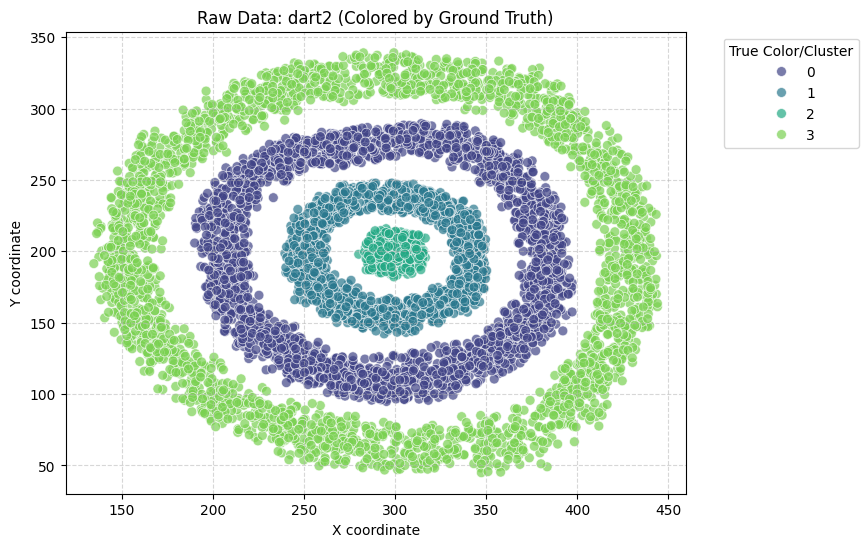 Raw Data: dart2 (Colored by Ground Truth)
True Color/Cluster
0
1
2
3
350
300
250
200
150
100
50
Y coordinate
150 200 250 300 350 400 450
X coordinate